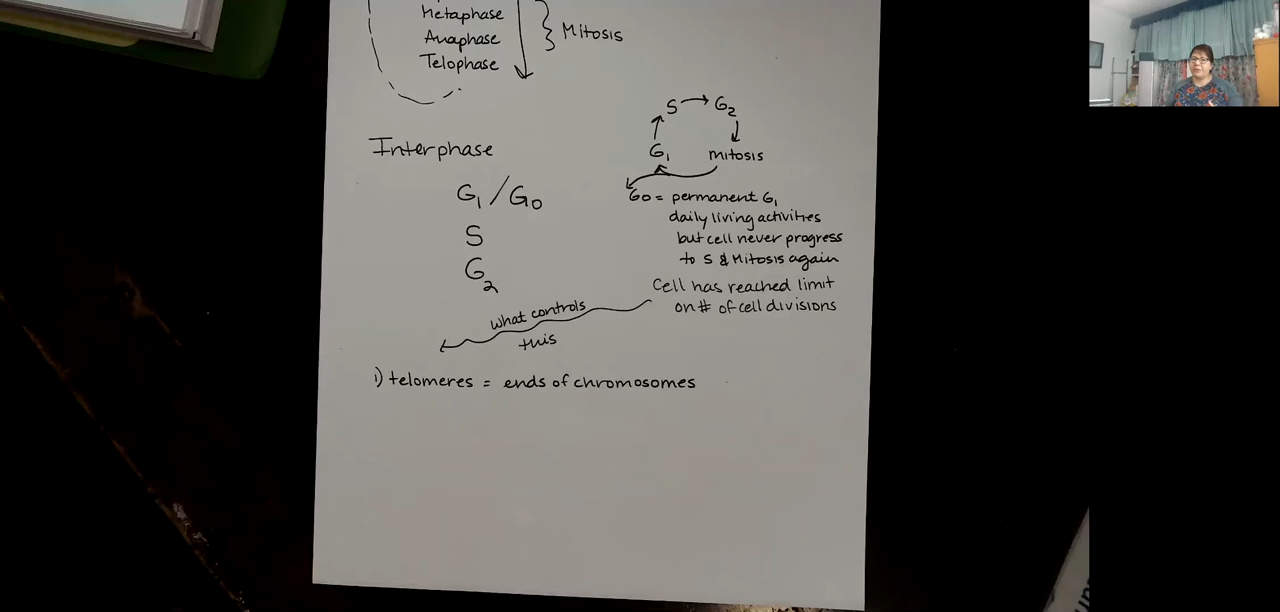 Metaphase
Anaphase
Telophase
Mitosis
S → G2
G1 mitosis
Interphase
G1/G0
S
G2
G0 = permanent G1
daily living activities
but cell never progress
to S & Mitosis again
Cell has reached limit
on # of cell divisions
what controls
this
1) telomeres = ends of chromosomes